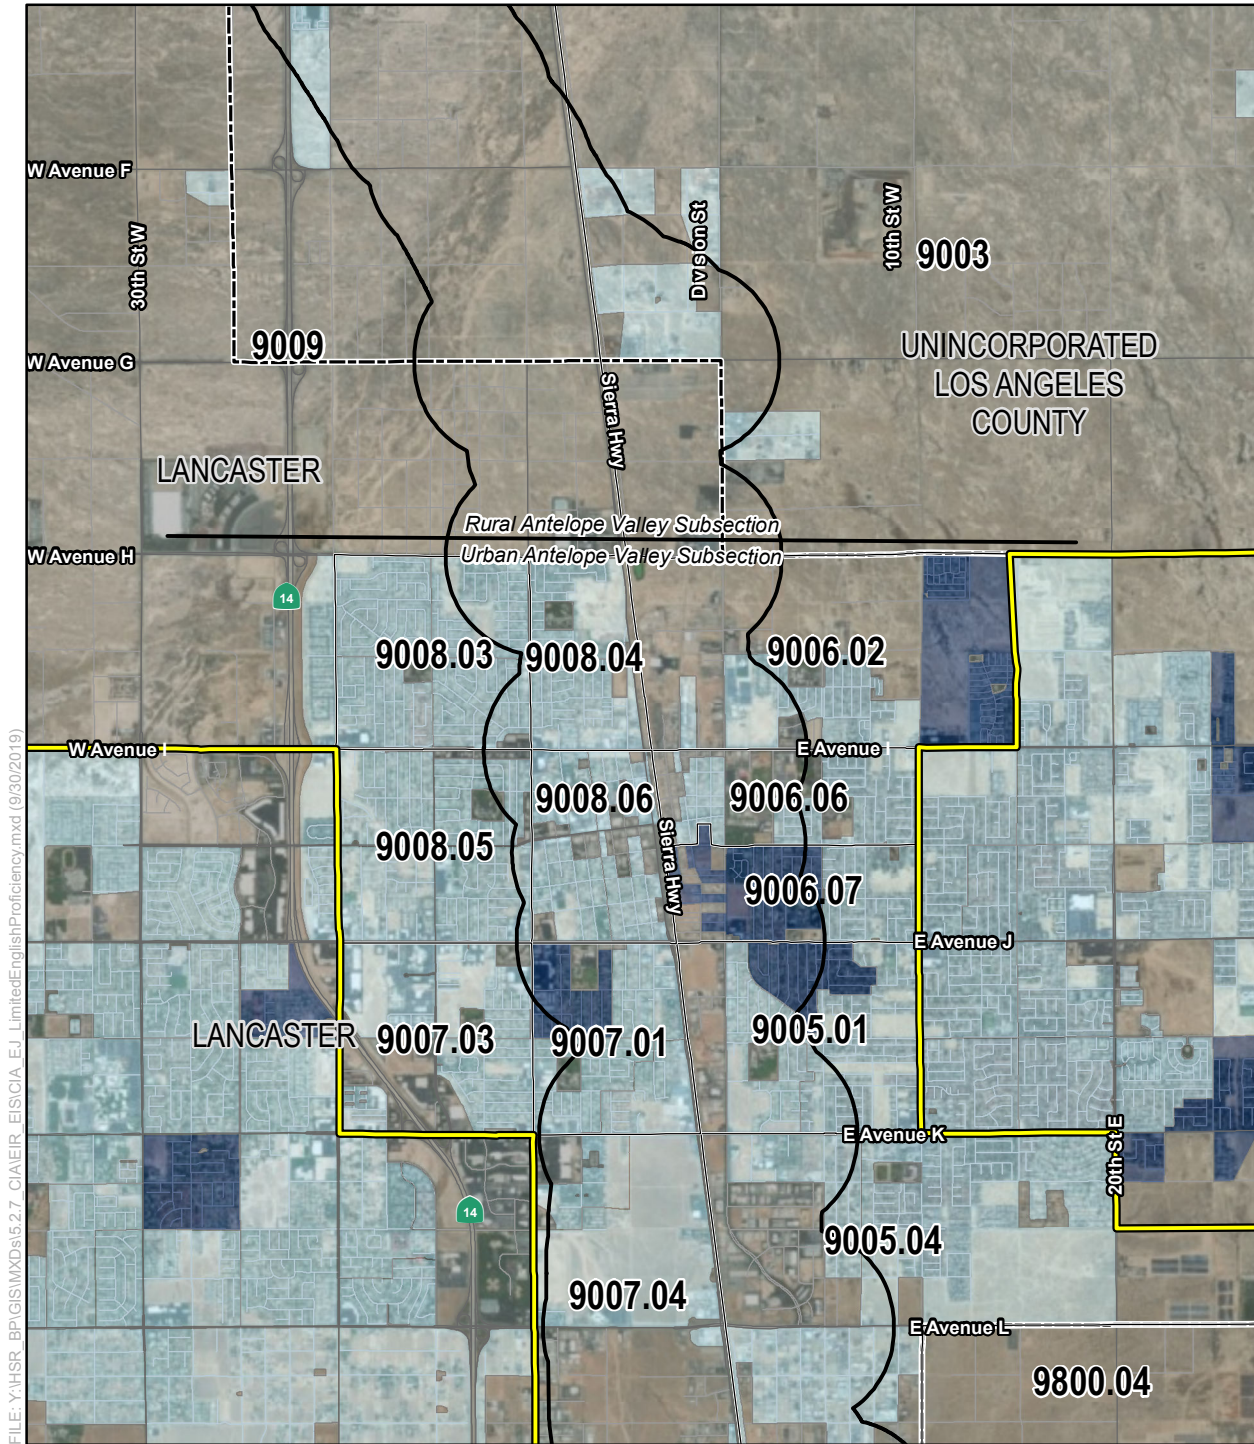 W Avenue F
30th St W
Division St
10th St W
9003
9009
W Avenue G
UNINCORPORATED
LOS ANGELES
COUNTY
Sierra Hwy
LANCASTER
Rural Antelope Valley Subsection
Urban Antelope Valley Subsection
W Avenue H
14
9008.03
9008.04
9006.02
W Avenue I
E Avenue I
9008.06
9006.06
9008.05
Sierra Hwy
9006.07
E Avenue J
LANCASTER
9007.03
9007.01
9005.01
E Avenue K
20th St E
14
9005.04
9007.04
E Avenue L
9800.04
FILE: Y:\HSR_BP\GIS\MXDs\5.2.7_CIA\EIR_EIS\CIA_EJ_LimitedEnglishProficiency.mxd (9/30/2019)